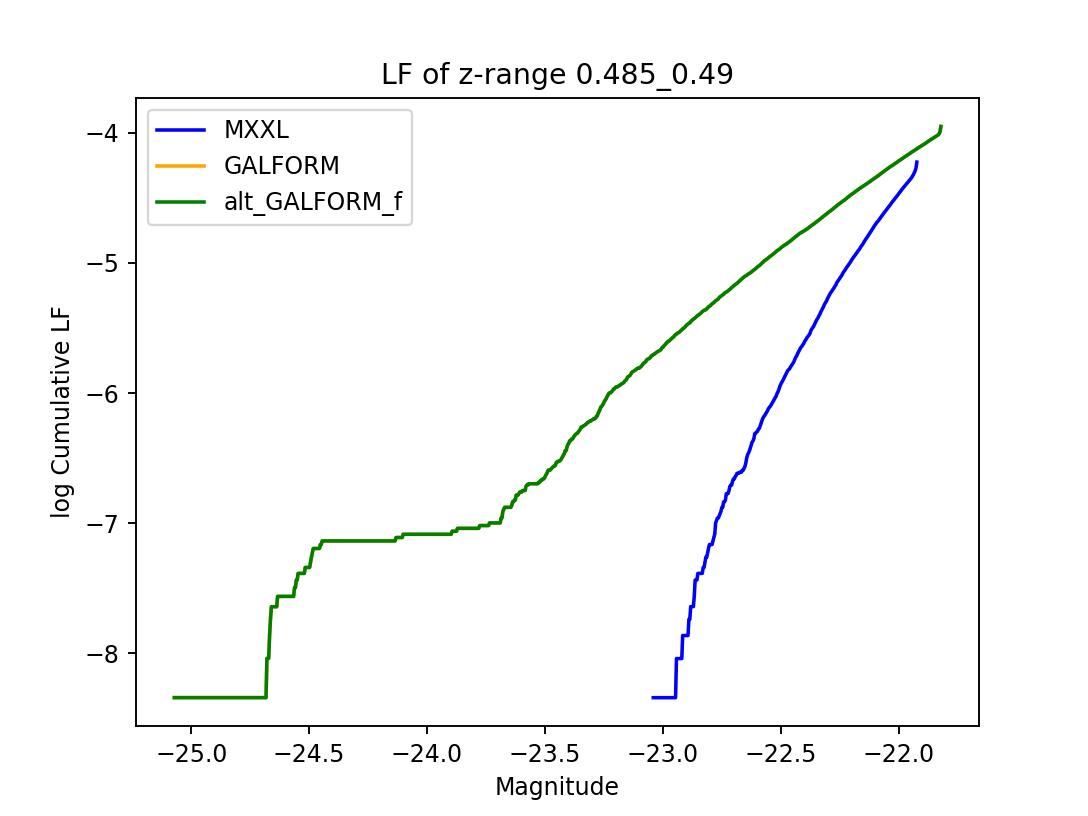 LF of z-range 0.485_0.49
MXXL
GALFORM
alt_GALFORM_f
−4
−5
−6
−7
−8
log Cumulative LF
−25.0
−24.5
−24.0
−23.5
−23.0
−22.5
−22.0
Magnitude